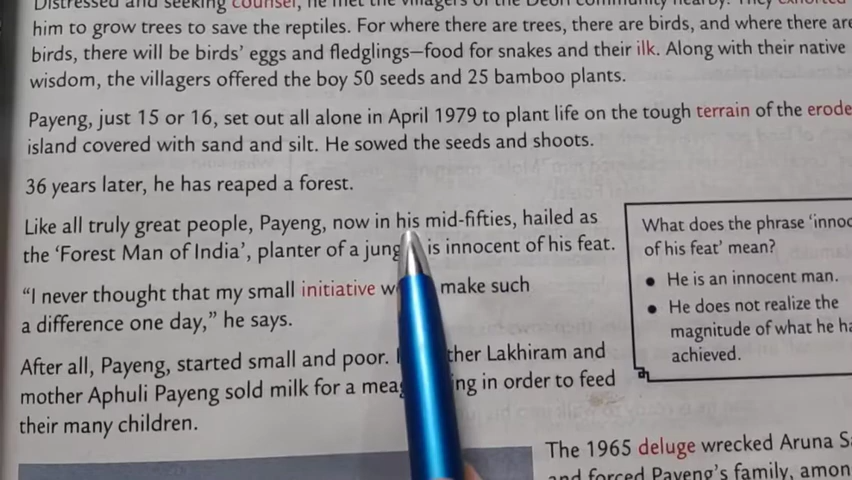 Distressed and seeking counsel, he met the villagers of the Deori community nearby. They exhorted
him to grow trees to save the reptiles. For where there are trees, there are birds, and where there are
birds, there will be birds' eggs and fledglings—food for snakes and their ilk. Along with their native
wisdom, the villagers offered the boy 50 seeds and 25 bamboo plants.
Payeng, just 15 or 16, set out all alone in April 1979 to plant life on the tough terrain of the erode
island covered with sand and silt. He sowed the seeds and shoots.
36 years later, he has reaped a forest.
Like all truly great people, Payeng, now in his mid-fifties, hailed as
the 'Forest Man of India', planter of a jung is innocent of his feat.
"I never thought that my small initiative make such
a difference one day," he says.
After all, Payeng, started small and poor. ther Lakhiram and
mother Aphuli Payeng sold milk for a mea ing in order to feed
their many children.
What does the phrase 'innoc
of his feat' mean?
• He is an innocent man.
• He does not realize the
magnitude of what he ha
achieved.
The 1965 deluge wrecked Aruna Sa
and forced Payeng's family, amon